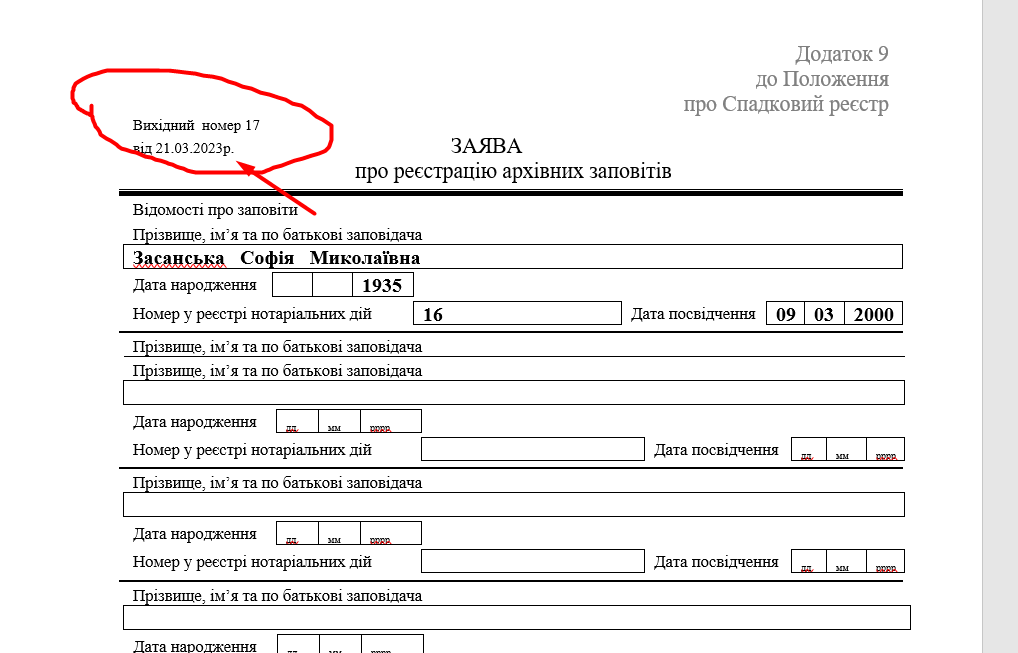 Додаток 9
до Положення
про Спадковий реєстр
Вихідний номер 17
від 21.03.2023р.
ЗАЯВА
про реєстрацію архівних заповітів
Відомості про заповіти
Прізвище, ім’я та по батькові заповідача
Засанська Софія Миколаївна
Дата народження 1935
Номер у реєстрі нотаріальних дій 16 Дата посвідчення 09 03 2000
Прізвище, ім’я та по батькові заповідача
Прізвище, ім’я та по батькові заповідача
Дата народження дд. мм рррр.
Номер у реєстрі нотаріальних дій Дата посвідчення дд. мм рррр.
Прізвище, ім’я та по батькові заповідача
Дата народження дд. мм рррр.
Номер у реєстрі нотаріальних дій Дата посвідчення дд. мм рррр.
Прізвище, ім’я та по батькові заповідача
Дата народження дд. мм рррр.